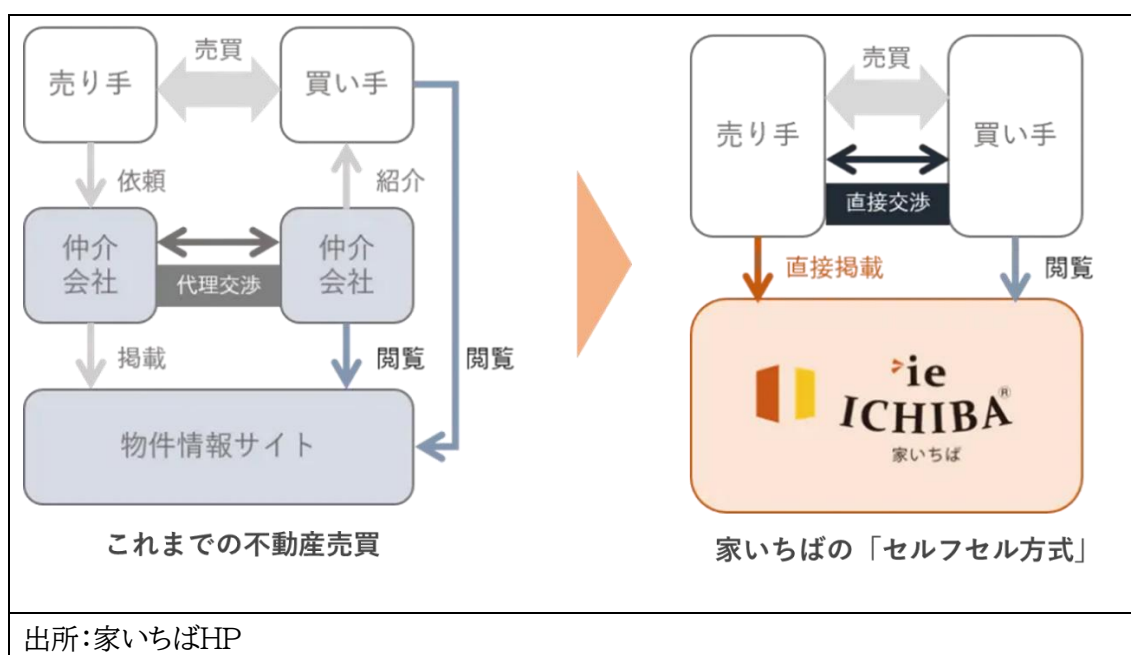 売買
売り手
買い手
依頼
紹介
仲介
会社
代理交渉
仲介
会社
掲載
閲覧
閲覧
物件情報サイト
これまでの不動産売買
売買
売り手
買い手
直接交渉
直接掲載
閲覧
ie
ICHIBA®
家いちば
家いちばの「セルフセル方式」
出所：家いちばHP